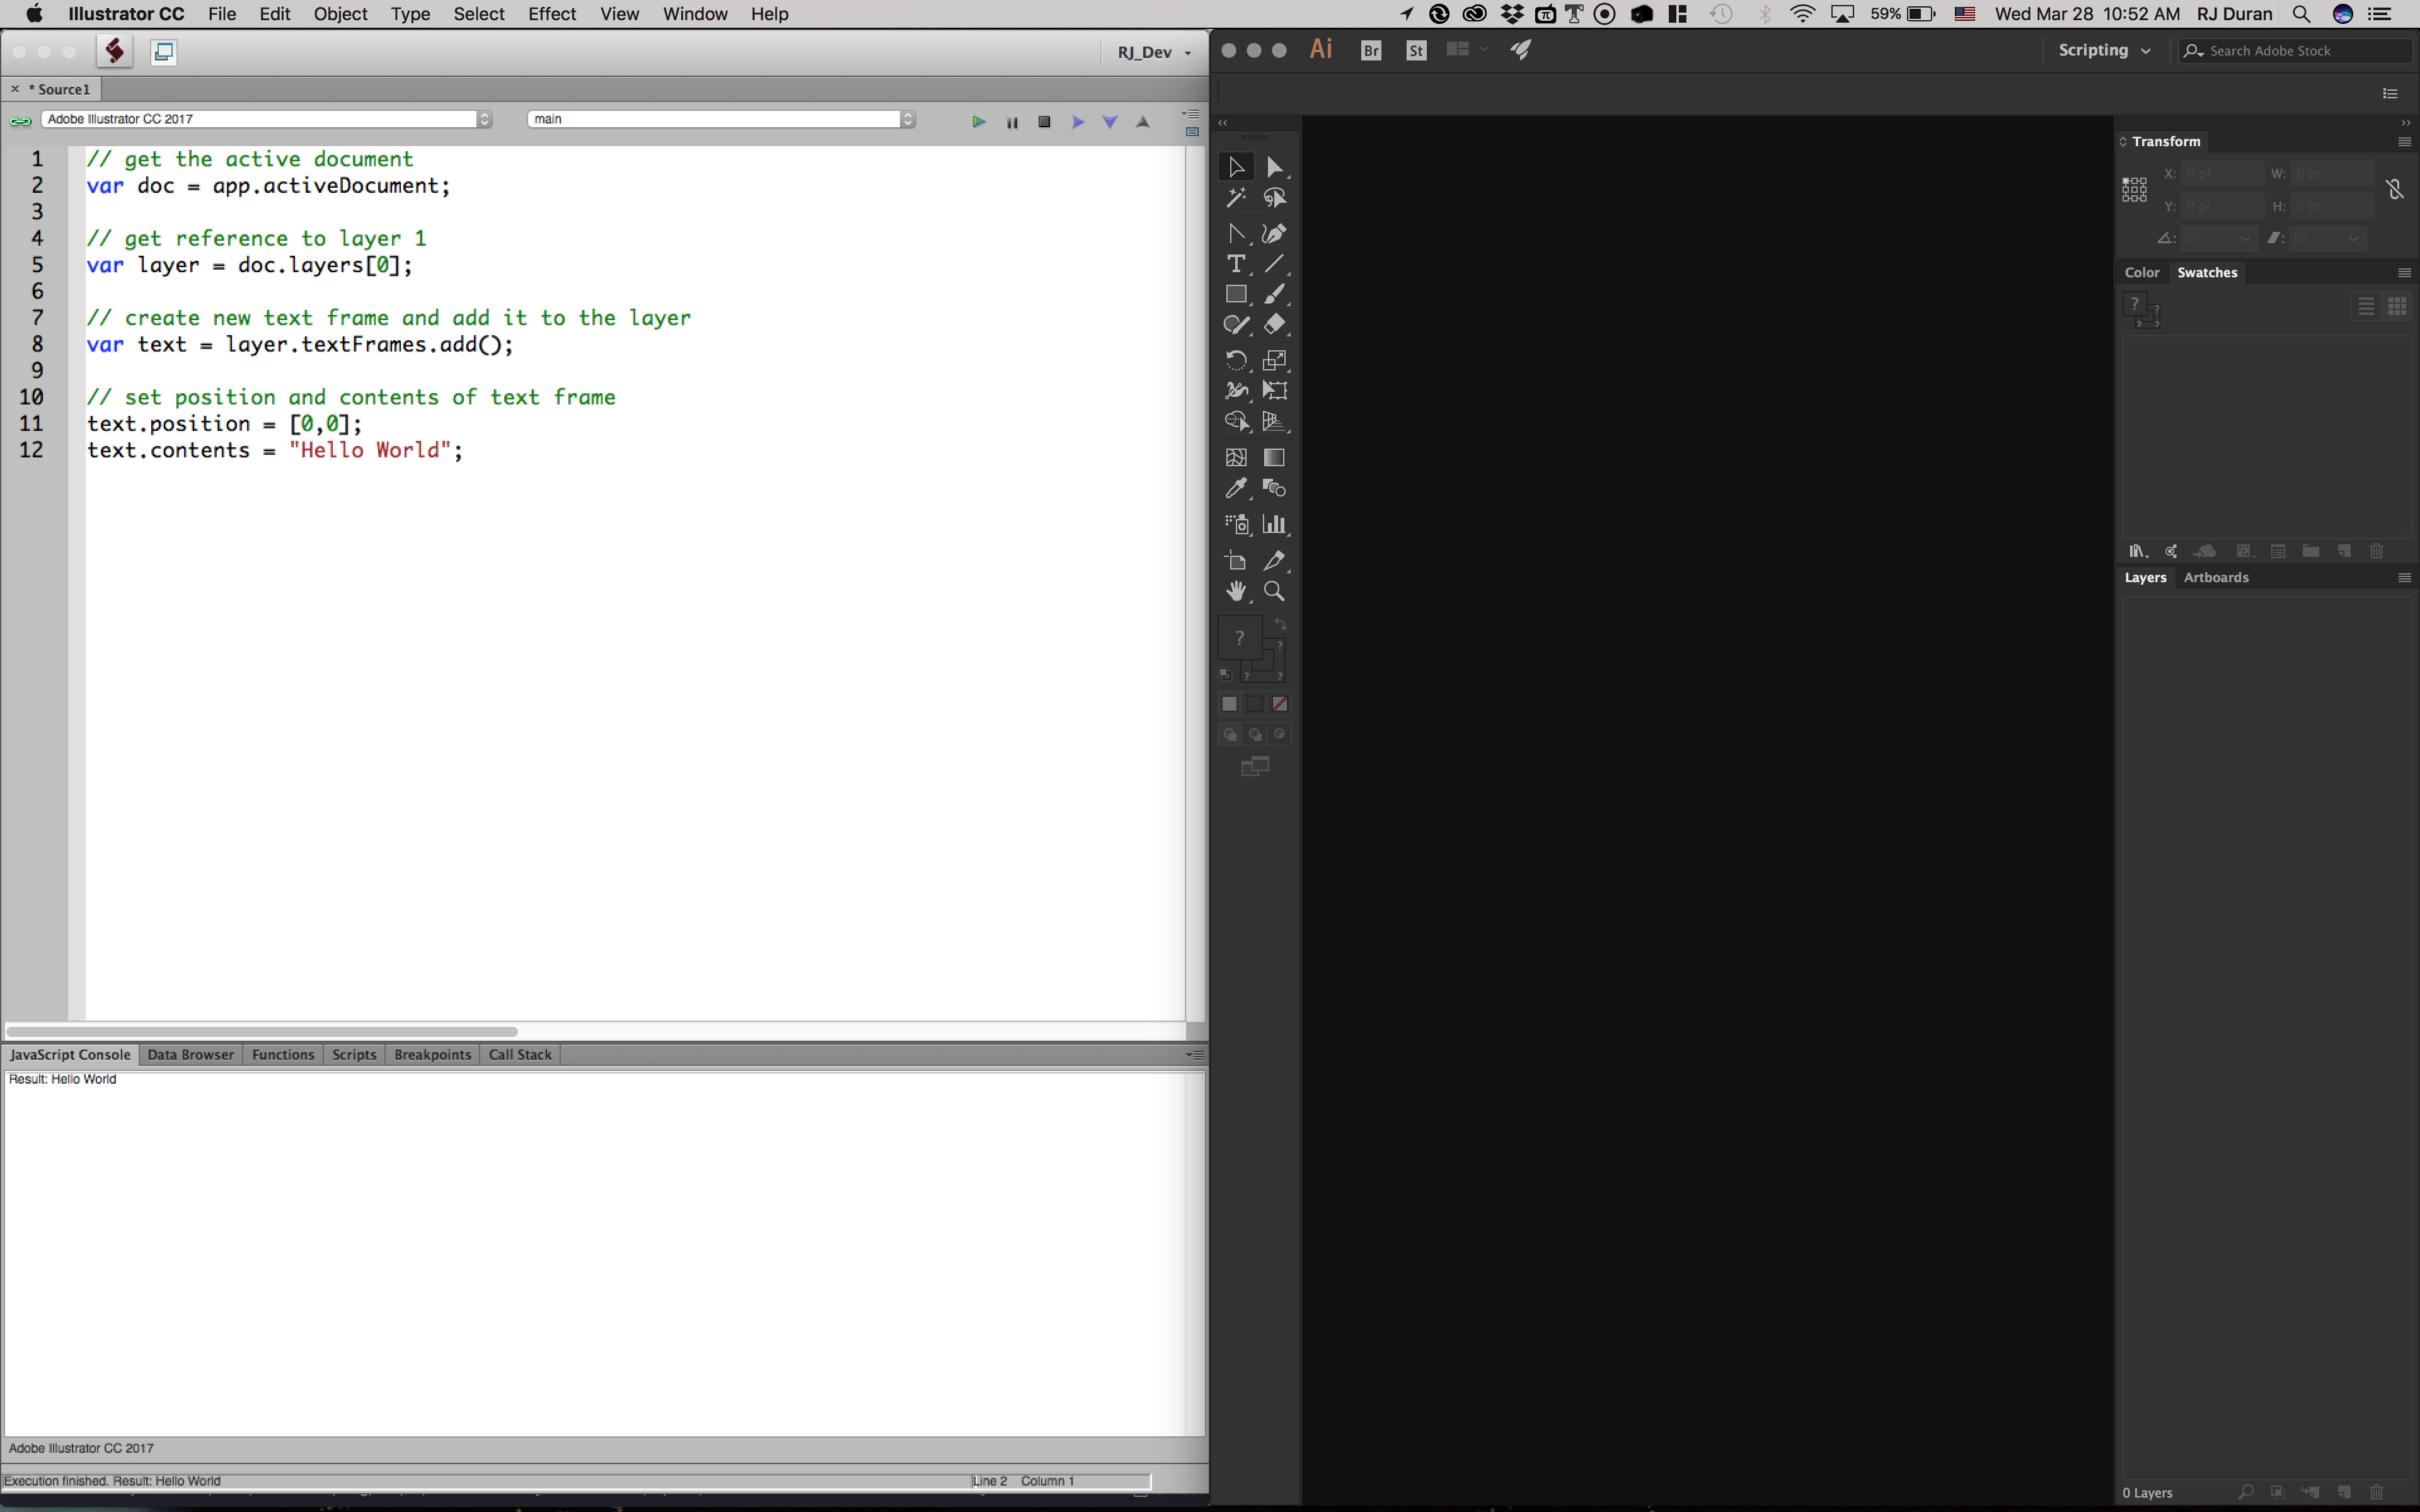 Illustrator CC File Edit Object Type Select Effect View Window Help
59% Wed Mar 28 10:52 AM RJ Duran
RJ_Dev
* Source1
Adobe Illustrator CC 2017
main
1 // get the active document
2 var doc = app.activeDocument;
3
4 // get reference to layer 1
5 var layer = doc.layers[0];
6
7 // create new text frame and add it to the layer
8 var text = layer.textFrames.add();
9
10 // set position and contents of text frame
11 text.position = [0,0];
12 text.contents = "Hello World";
JavaScript Console Data Browser Functions Scripts Breakpoints Call Stack
Result: Hello World
Adobe Illustrator CC 2017
Execution finished. Result: Hello World
Line 2 Column 1
Ai Br St
Scripting
Search Adobe Stock
Transform
X: 0 pt W: 0 pt
Y: 0 pt H: 0 pt
0° 0°
Color Swatches
?
Layers Artboards
?
0 Layers